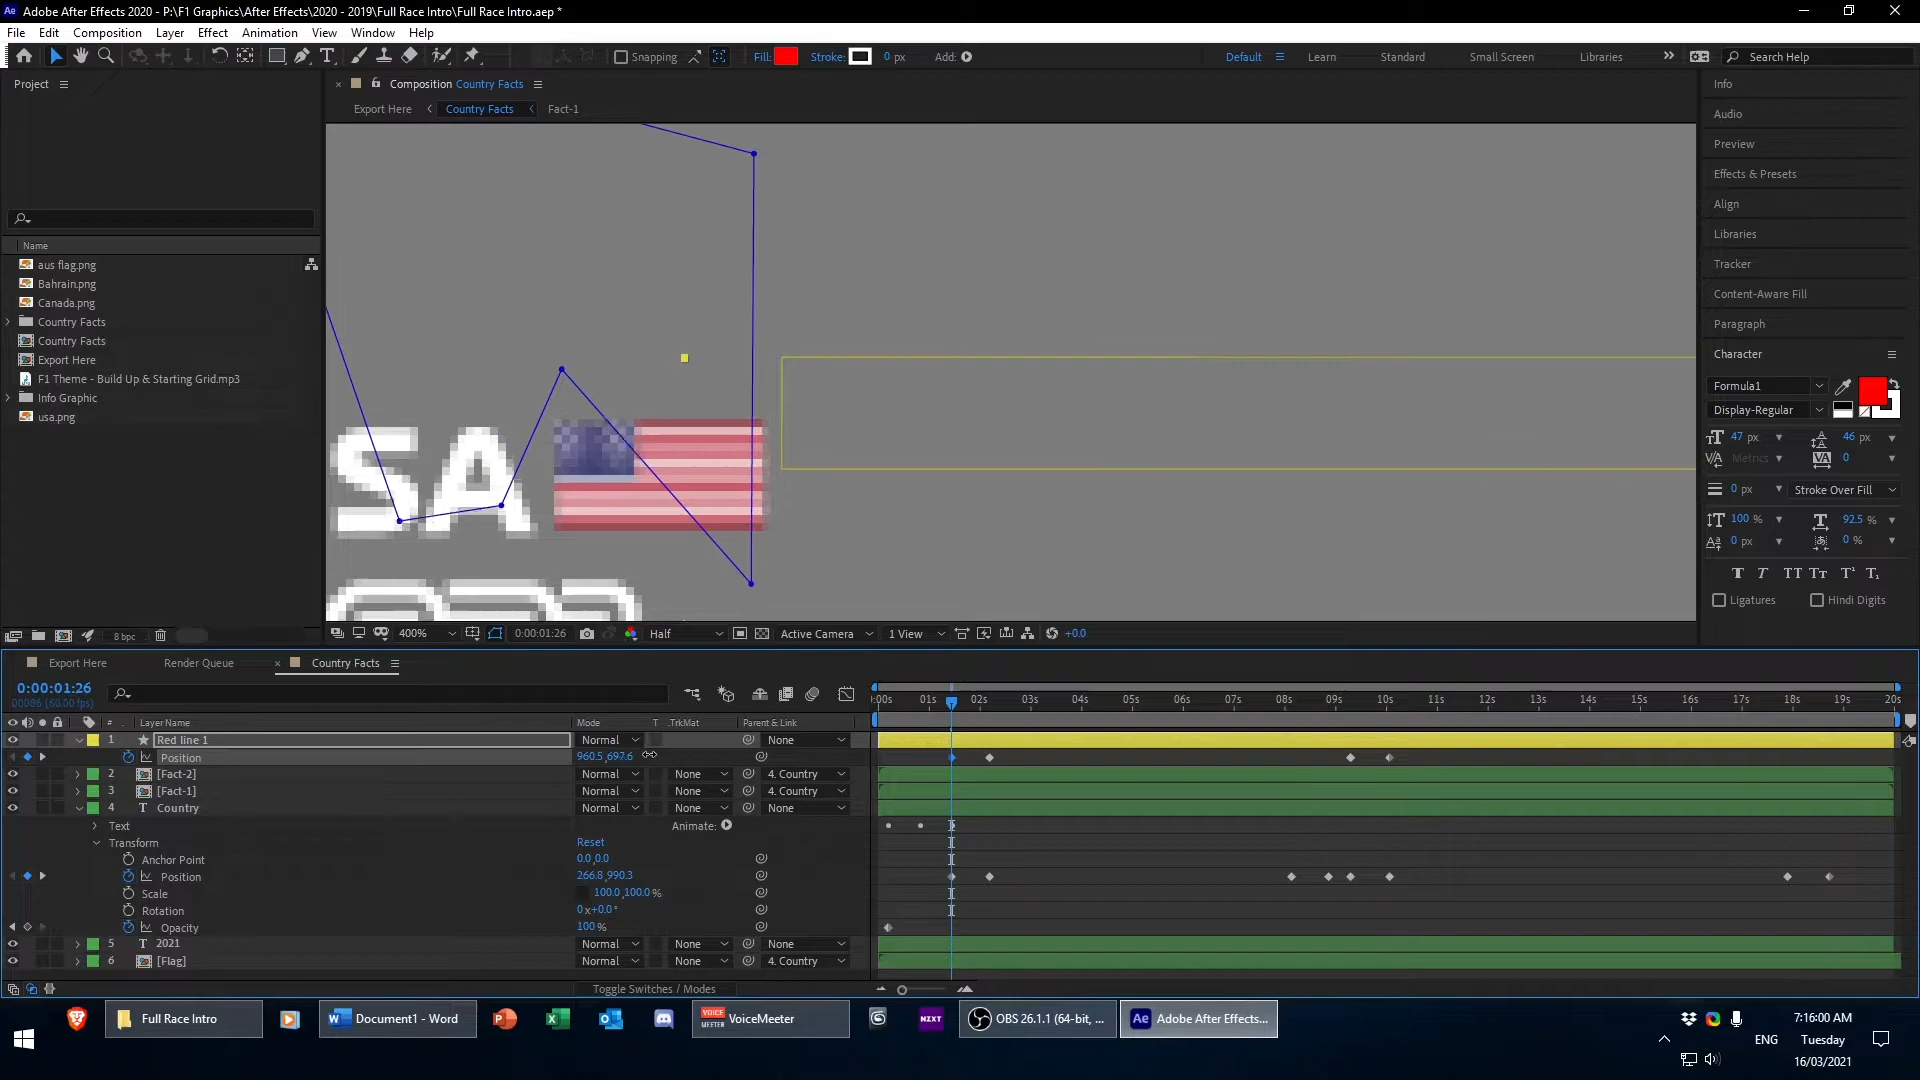 Adobe After Effects 2020 - P:\F1 Graphics\After Effects\2020 - 2019\Full Race Intro\Full Race Intro.aep *
File Edit Composition Layer Effect Animation View Window Help
Snapping Fill: Stroke: 0 px Add: Default Learn Standard Small Screen Libraries Search Help
Project
Composition Country Facts
Export Here Country Facts Fact-1
Name
aus flag.png
Bahrain.png
Canada.png
Country Facts
Country Facts
Export Here
F1 Theme - Build Up & Starting Grid.mp3
Info Graphic
usa.png
8 bpc
SA
400% 0:00:01:26 Half Active Camera 1 View +0.0
Info
Audio
Preview
Effects & Presets
Align
Libraries
Tracker
Content-Aware Fill
Paragraph
Character
Formula1
Display-Regular
47 px 46 px
Metrics 0
0 px Stroke Over Fill
100 % 92.5 %
0 px 0 %
T T TT Tt T¹ T₁
Ligatures Hindi Digits
Export Here Render Queue Country Facts
0:00:01:26
00086 (60.00 fps)
0:00s 01s 02s 03s 04s 05s 06s 07s 08s 09s 10s 11s 12s 13s 14s 15s 16s 17s 18s 19s 20s
# Layer Name Mode T .TrkMat Parent & Link
1 Red line 1 Normal None
Position 960.5,697.6
2 [Fact-2] Normal None 4. Country
3 [Fact-1] Normal None 4. Country
4 T Country Normal None None
Text Animate:
Transform Reset
Anchor Point 0.0,0.0
Position 266.8,990.3
Scale 100.0,100.0 %
Rotation 0 x+0.0 °
Opacity 100 %
5 T 2021 Normal None None
6 [Flag] Normal None 4. Country
Toggle Switches / Modes
Full Race Intro Document1 - Word VOICE MEETER VoiceMeeter NZXT OBS 26.1.1 (64-bit, ... Ae Adobe After Effects...
ENG
7:16:00 AM
Tuesday
16/03/2021